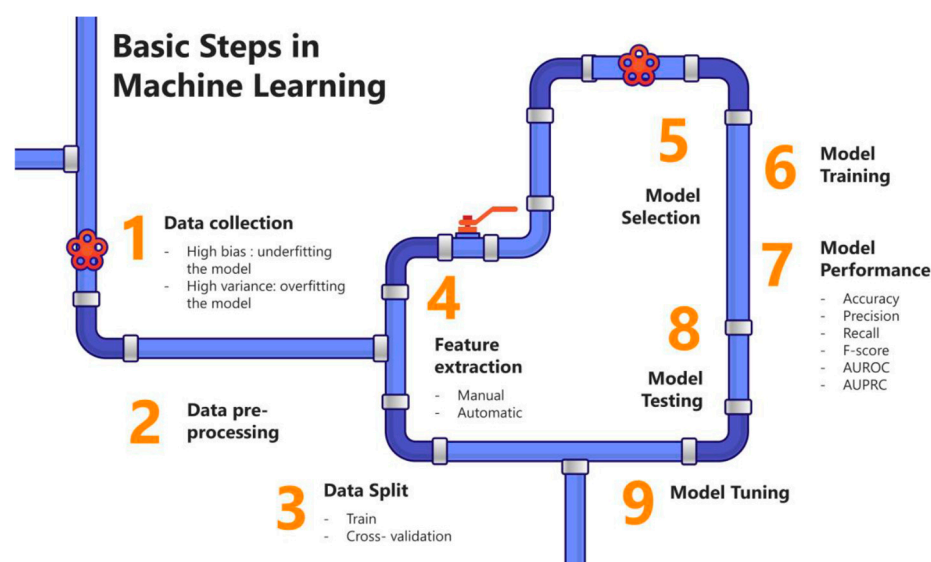 Basic Steps in
Machine Learning
1
Data collection
- High bias : underfitting
the model
- High variance: overfitting
the model
2
Data pre-
processing
3
Data Split
- Train
- Cross- validation
4
Feature
extraction
- Manual
- Automatic
5
Model
Selection
6
Model
Training
7
Model
Performance
- Accuracy
- Precision
- Recall
- F-score
- AUROC
- AUPRC
8
Model
Testing
9
Model Tuning